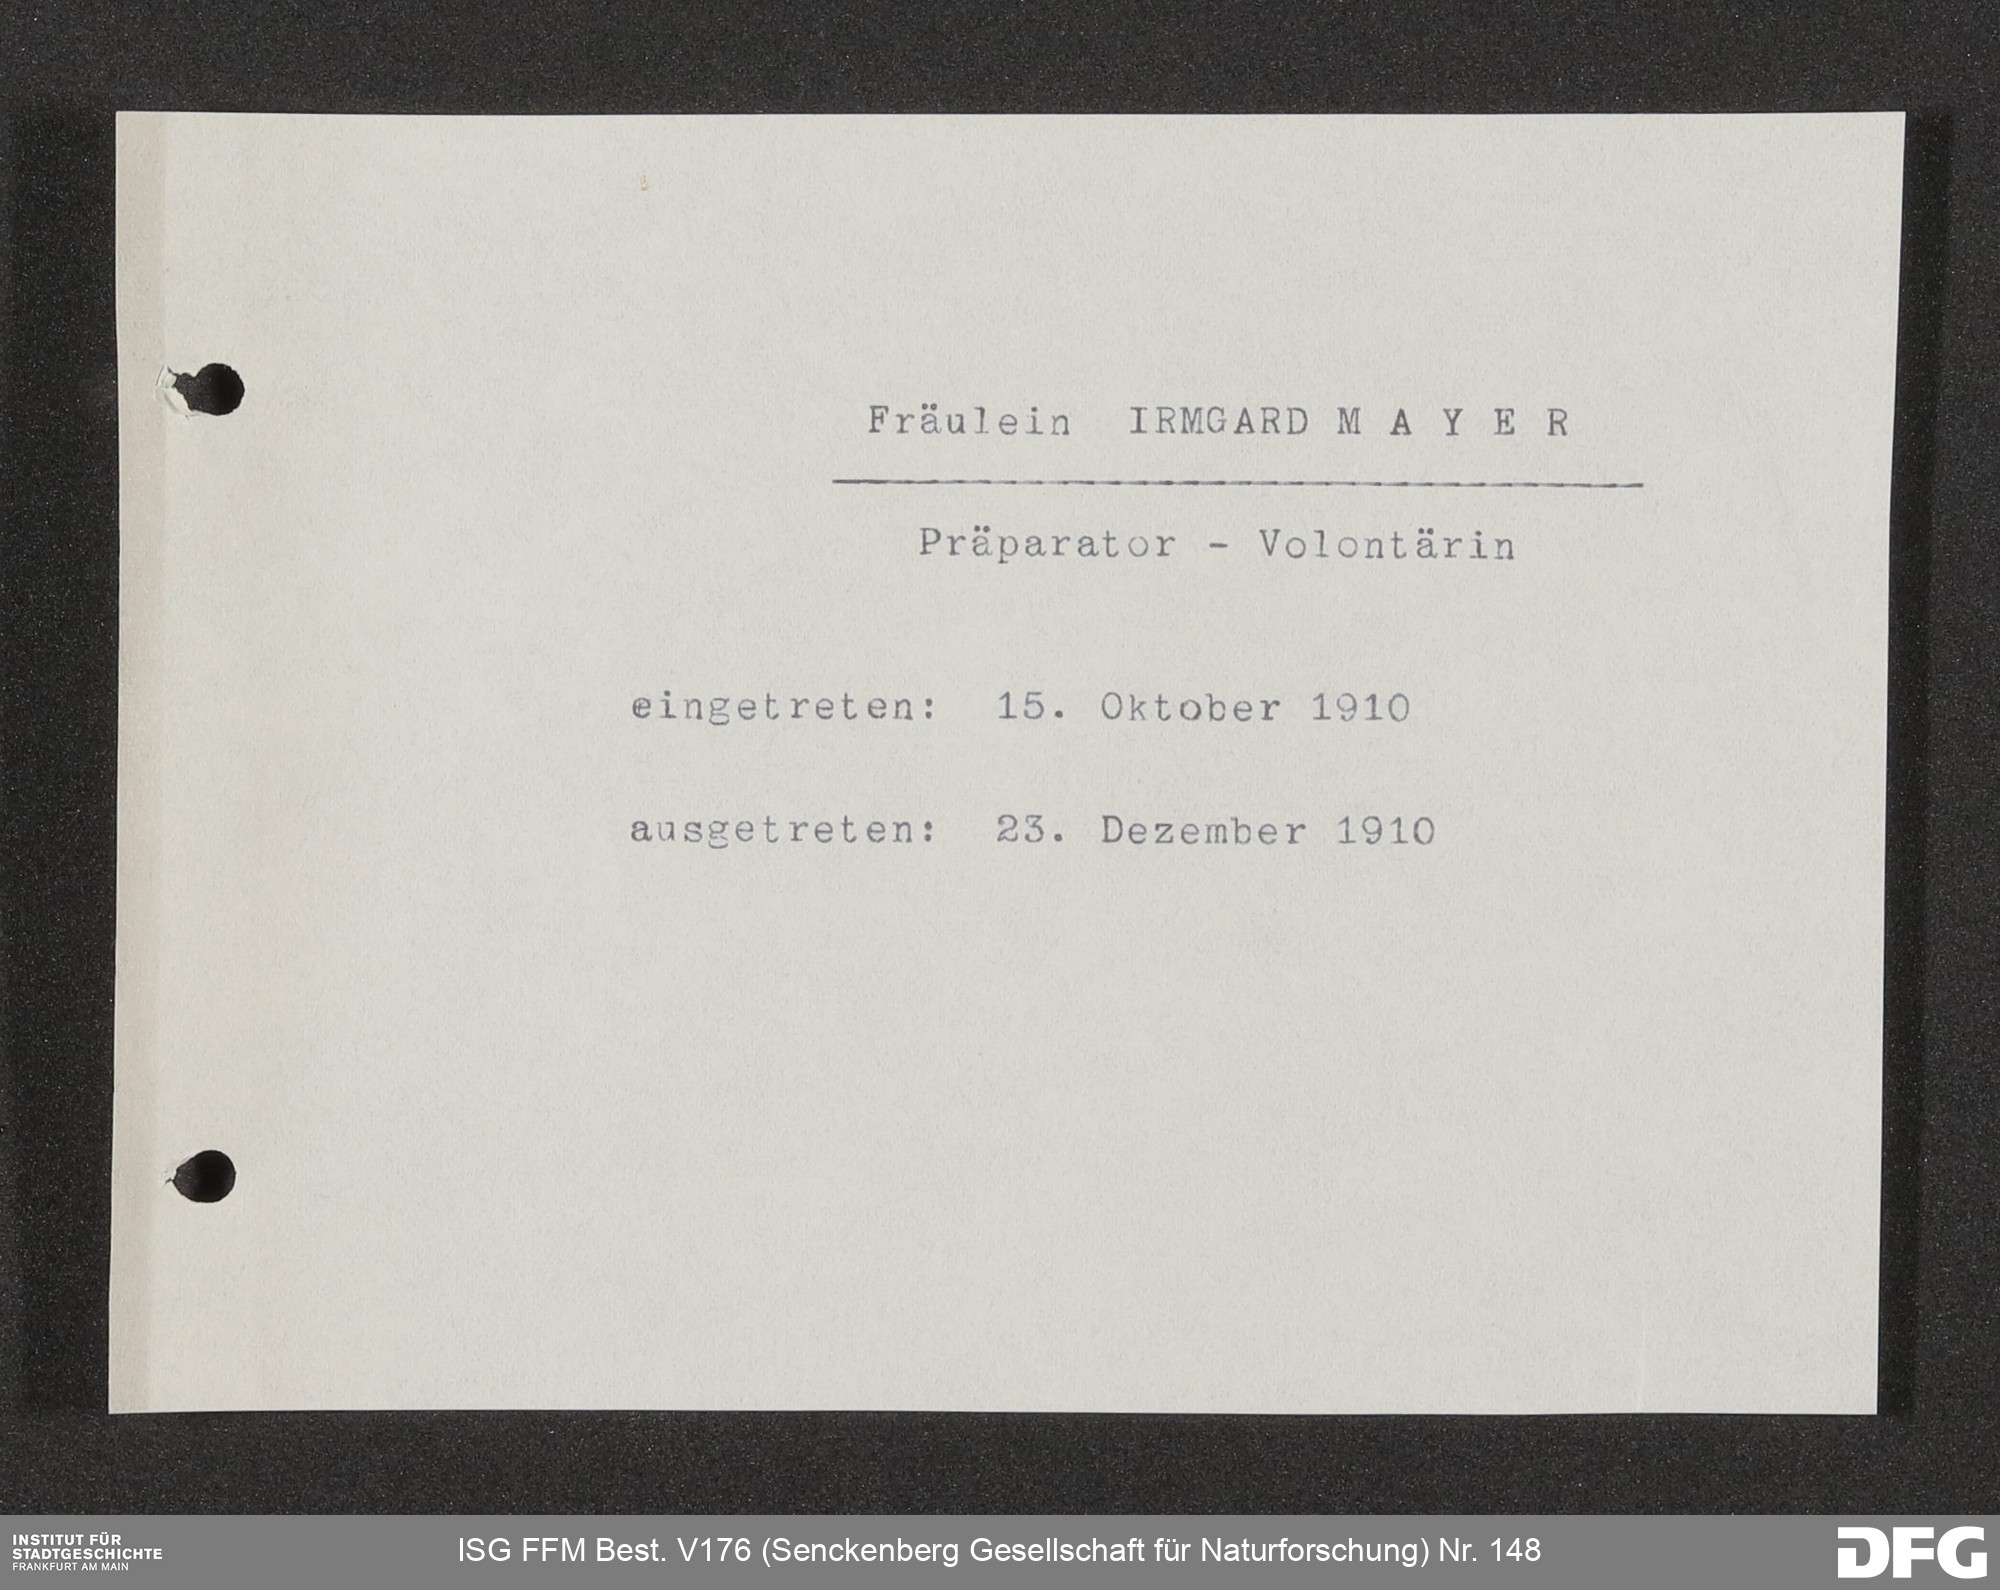 Fräulein IRMGARD M A Y E R
Präparator - Volontärin
eingetreten: 15. Oktober 1910
ausgetreten: 23. Dezember 1910
INSTITUT FÜR
STADTGESCHICHTE
FRANKFURT AM MAIN
ISG FFM Best. V176 (Senckenberg Gesellschaft für Naturforschung) Nr. 148
DFG